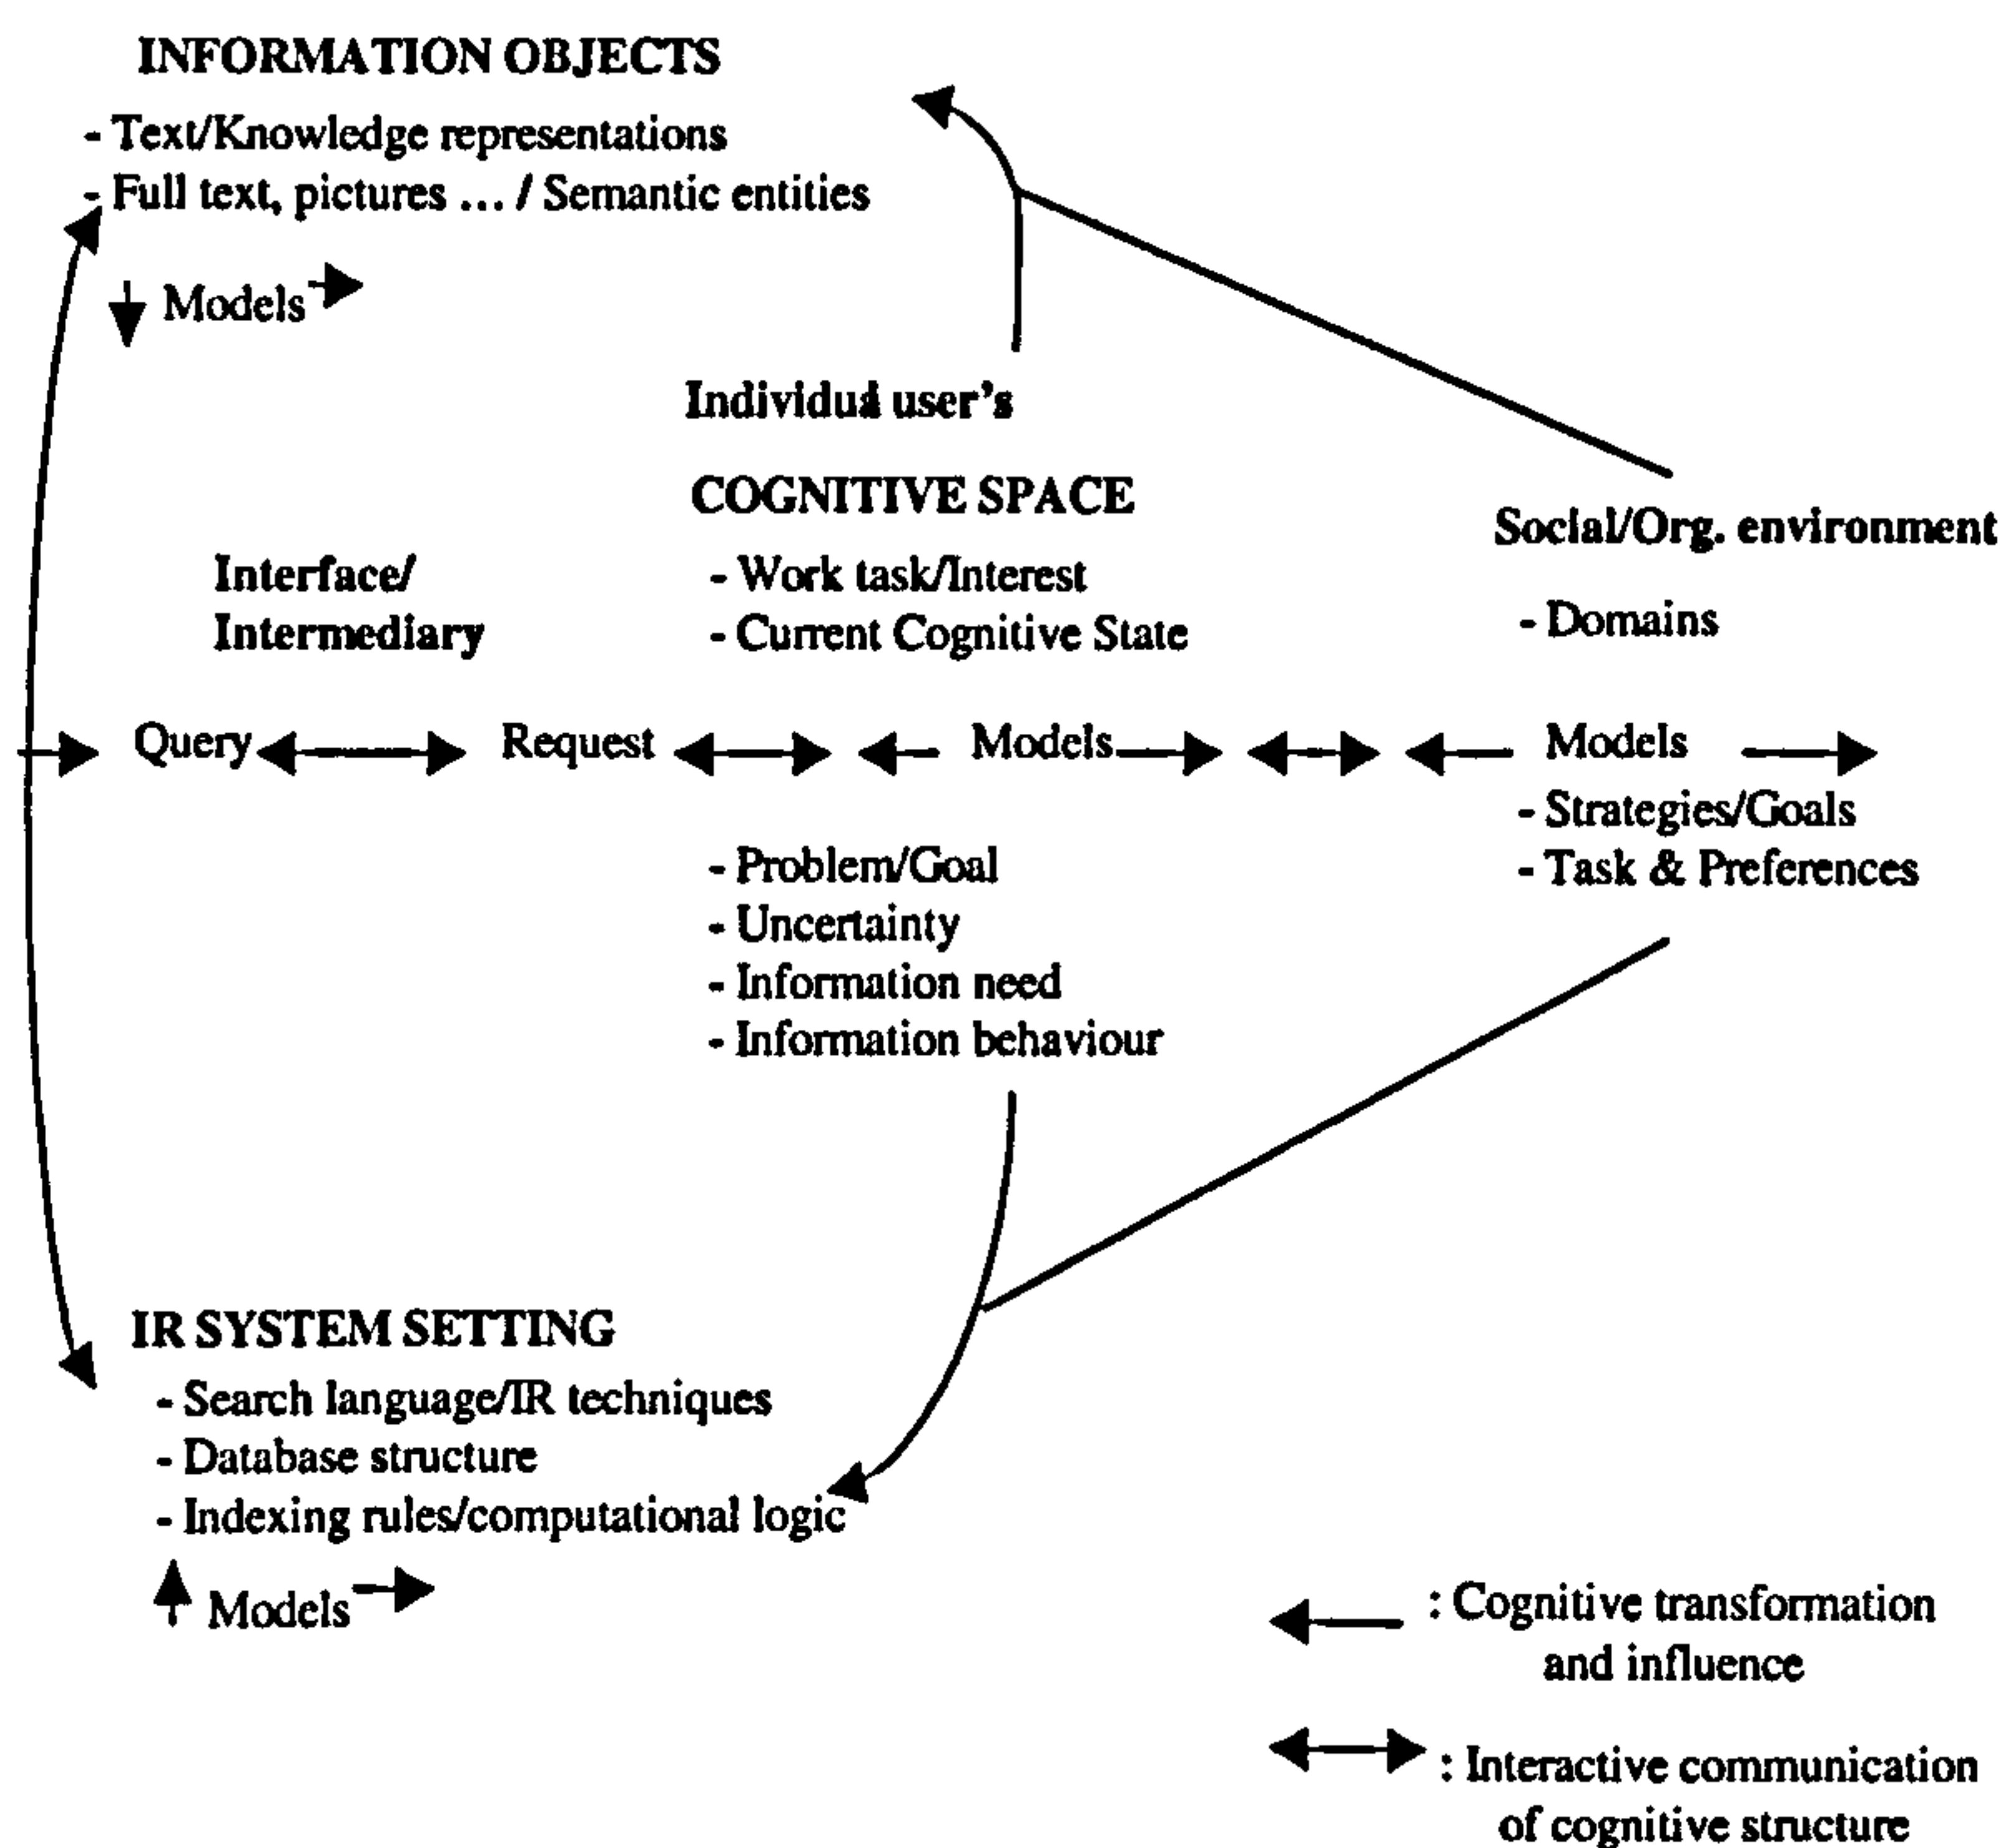 INFORMATION OBJECTS
- Text/Knowledge representations
- Full text, pictures ... / Semantic entities
Models
Individual user's
COGNITIVE SPACE
Social/Org. environment
Interface/
Intermediary
- Work task/Interest
- Current Cognitive State
- Domains
Query Request Models Models
- Strategies/Goals
- Task & Preferences
- Problem/Goal
- Uncertainty
- Information need
- Information behaviour
IR SYSTEM SETTING
- Search language/IR techniques
- Database structure
- Indexing rules/computational logic
Models
: Cognitive transformation
and influence
: Interactive communication
of cognitive structure